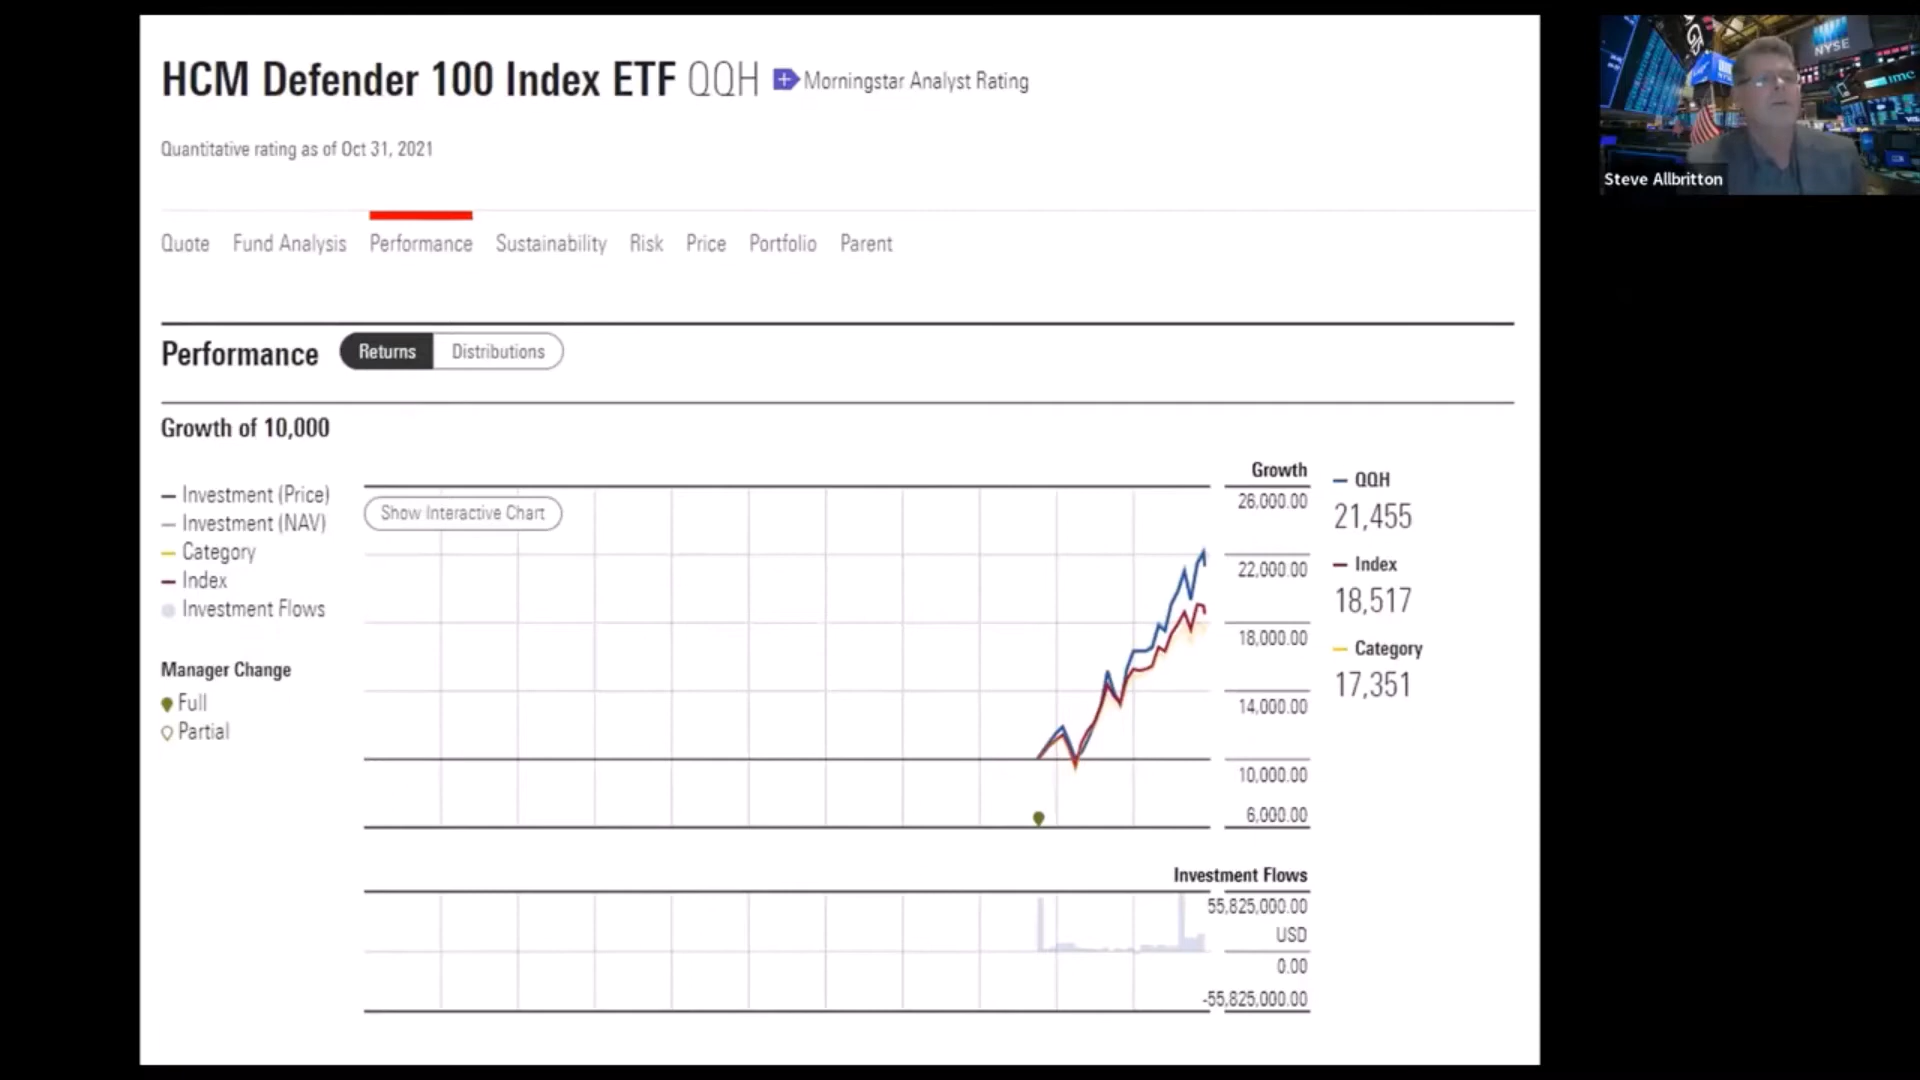 HCM Defender 100 Index ETF QQH + Morningstar Analyst Rating
Quantitative rating as of Oct 31, 2021
Quote Fund Analysis Performance Sustainability Risk Price Portfolio Parent
Performance Returns Distributions
Growth of 10,000
Investment (Price)
Investment (NAV)
Category
Index
Investment Flows
Manager Change
Full
Partial
Show Interactive Chart
Growth
26,000.00
22,000.00
18,000.00
14,000.00
10,000.00
6,000.00
QQH
21,455
Index
18,517
Category
17,351
Investment Flows
55,825,000.00
USD
0.00
-55,825,000.00
NYSE
imc
Steve Allbritton